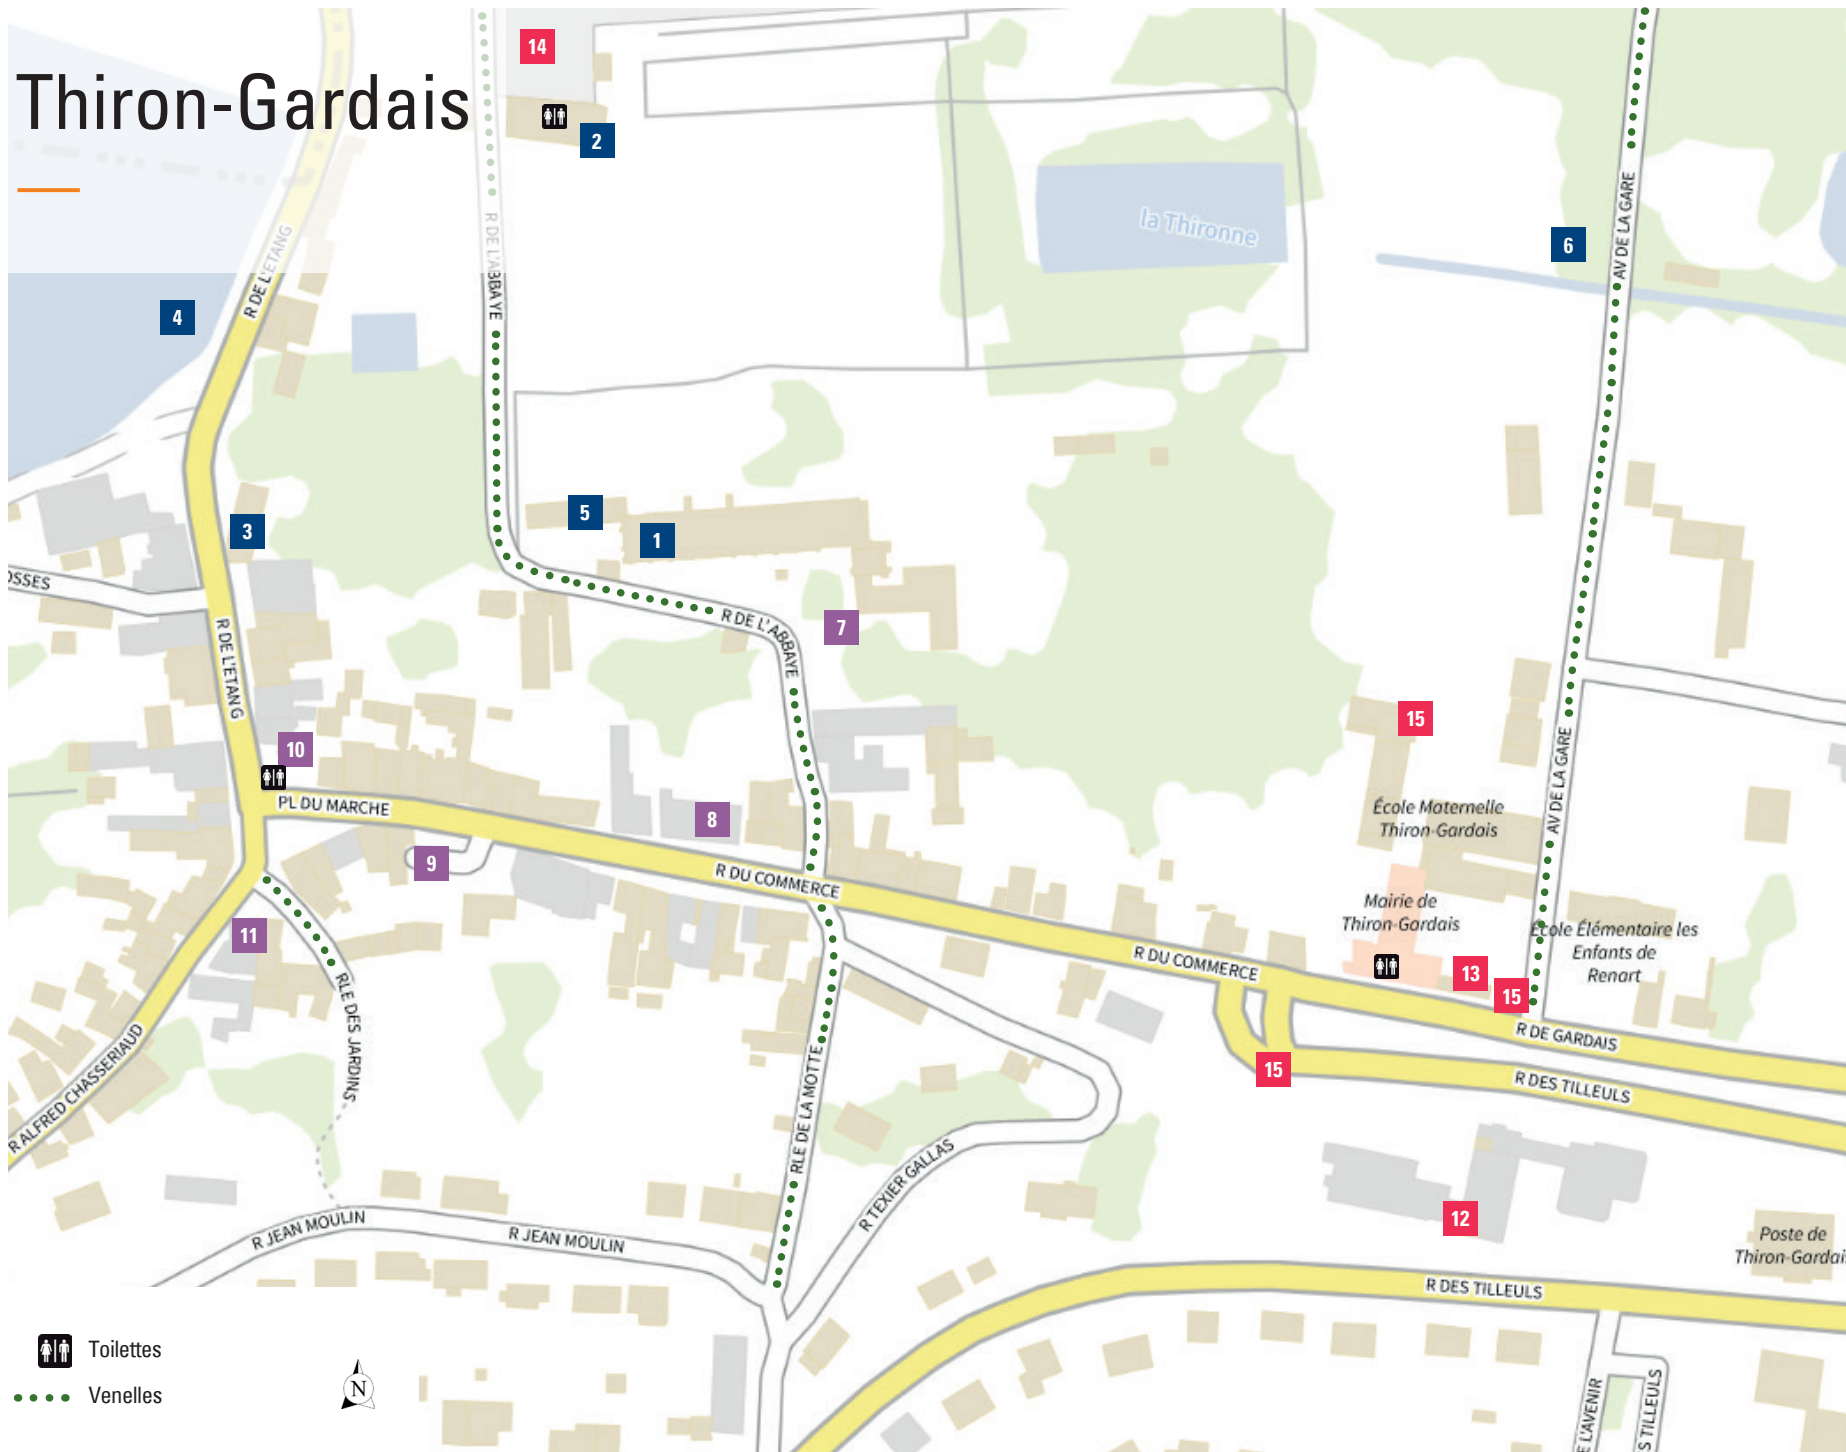 Thiron-Gardais
14
2
R DE L'ETANG
R DE L'ABBAYE
la Thironne
AV DE LA GARE
6
4
5
1
3
OSSES
R DE L'ETANG
R DE L'ABBAYE
7
15
10
PL DU MARCHE
8
9
R DU COMMERCE
École Maternelle
Thiron-Gardais
AV DE LA GARE
Mairie de
Thiron-Gardais
École Élémentaire les
Enfants de
Renart
11
R DU COMMERCE
13
15
R DE GARDAIS
RLE DES JARDINS
R ALFRED CHASSERIAUD
15
R DES TILLEULS
RLE DE LA MOTTE
R TEXIER GALLAS
12
R JEAN MOULIN
R JEAN MOULIN
Poste de
Thiron-Gardais
R DES TILLEULS
Toilettes
Venelles
N
E L'AVENIR
S TILLEULS